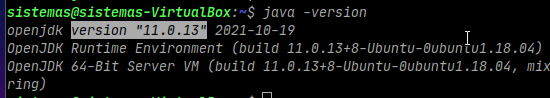 sistemas@sistemas-VirtualBox:~$ java -version
openjdk version "11.0.13" 2021-10-19
OpenJDK Runtime Environment (build 11.0.13+8-Ubuntu-0ubuntu1.18.04)
OpenJDK 64-Bit Server VM (build 11.0.13+8-Ubuntu-0ubuntu1.18.04, mix
ring)